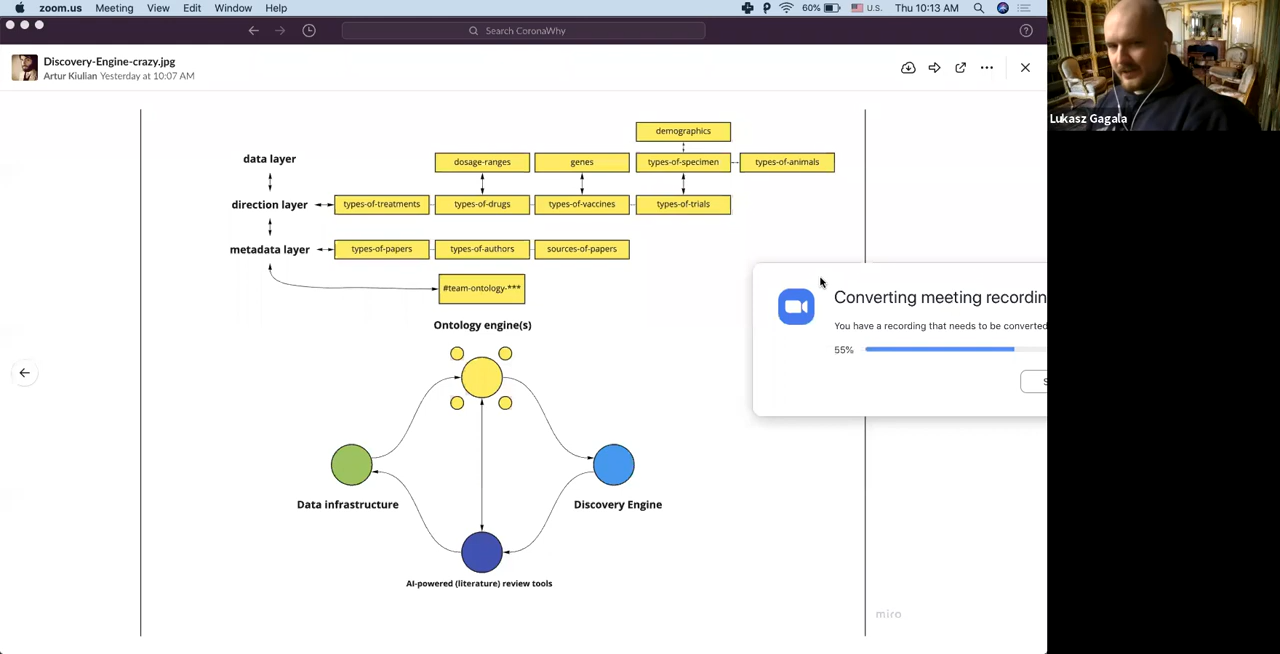 zoom.us Meeting View Edit Window Help
60% U.S. Thu 10:13 AM
Search CoronaWhy
Discovery-Engine-crazy.jpg
Artur Kiulian Yesterday at 10:07 AM
Lukasz Gagala
demographics
data layer
dosage-ranges genes types-of-specimen types-of-animals
direction layer types-of-treatments types-of-drugs types-of-vaccines types-of-trials
metadata layer types-of-papers types-of-authors sources-of-papers
#team-ontology-***
Ontology engine(s)
Converting meeting recordin
You have a recording that needs to be converted
55%
S
Data infrastructure Discovery Engine
AI-powered (literature) review tools
miro